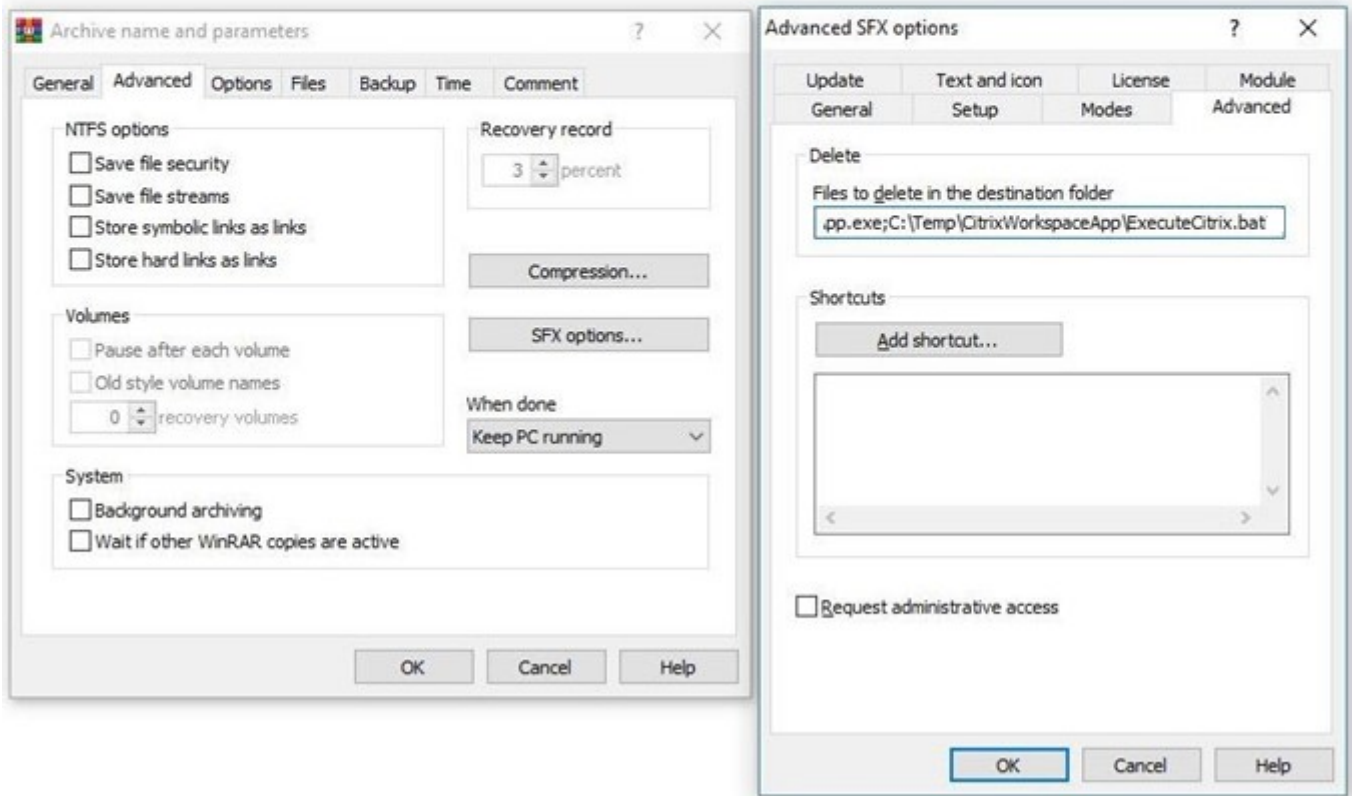 Archive name and parameters
General Advanced Options Files Backup Time Comment
NTFS options
Save file security
Save file streams
Store symbolic links as links
Store hard links as links
Recovery record
3 percent
Compression...
SFX options...
Volumes
Pause after each volume
Old style volume names
0 recovery volumes
When done
Keep PC running
System
Background archiving
Wait if other WinRAR copies are active
OK Cancel Help
Advanced SFX options
Update Text and icon License Module
General Setup Modes Advanced
Delete
Files to delete in the destination folder
pp.exe;C:\Temp\CitrixWorkspaceApp\ExecuteCitrix.bat
Shortcuts
Add shortcut...
Request administrative access
OK Cancel Help